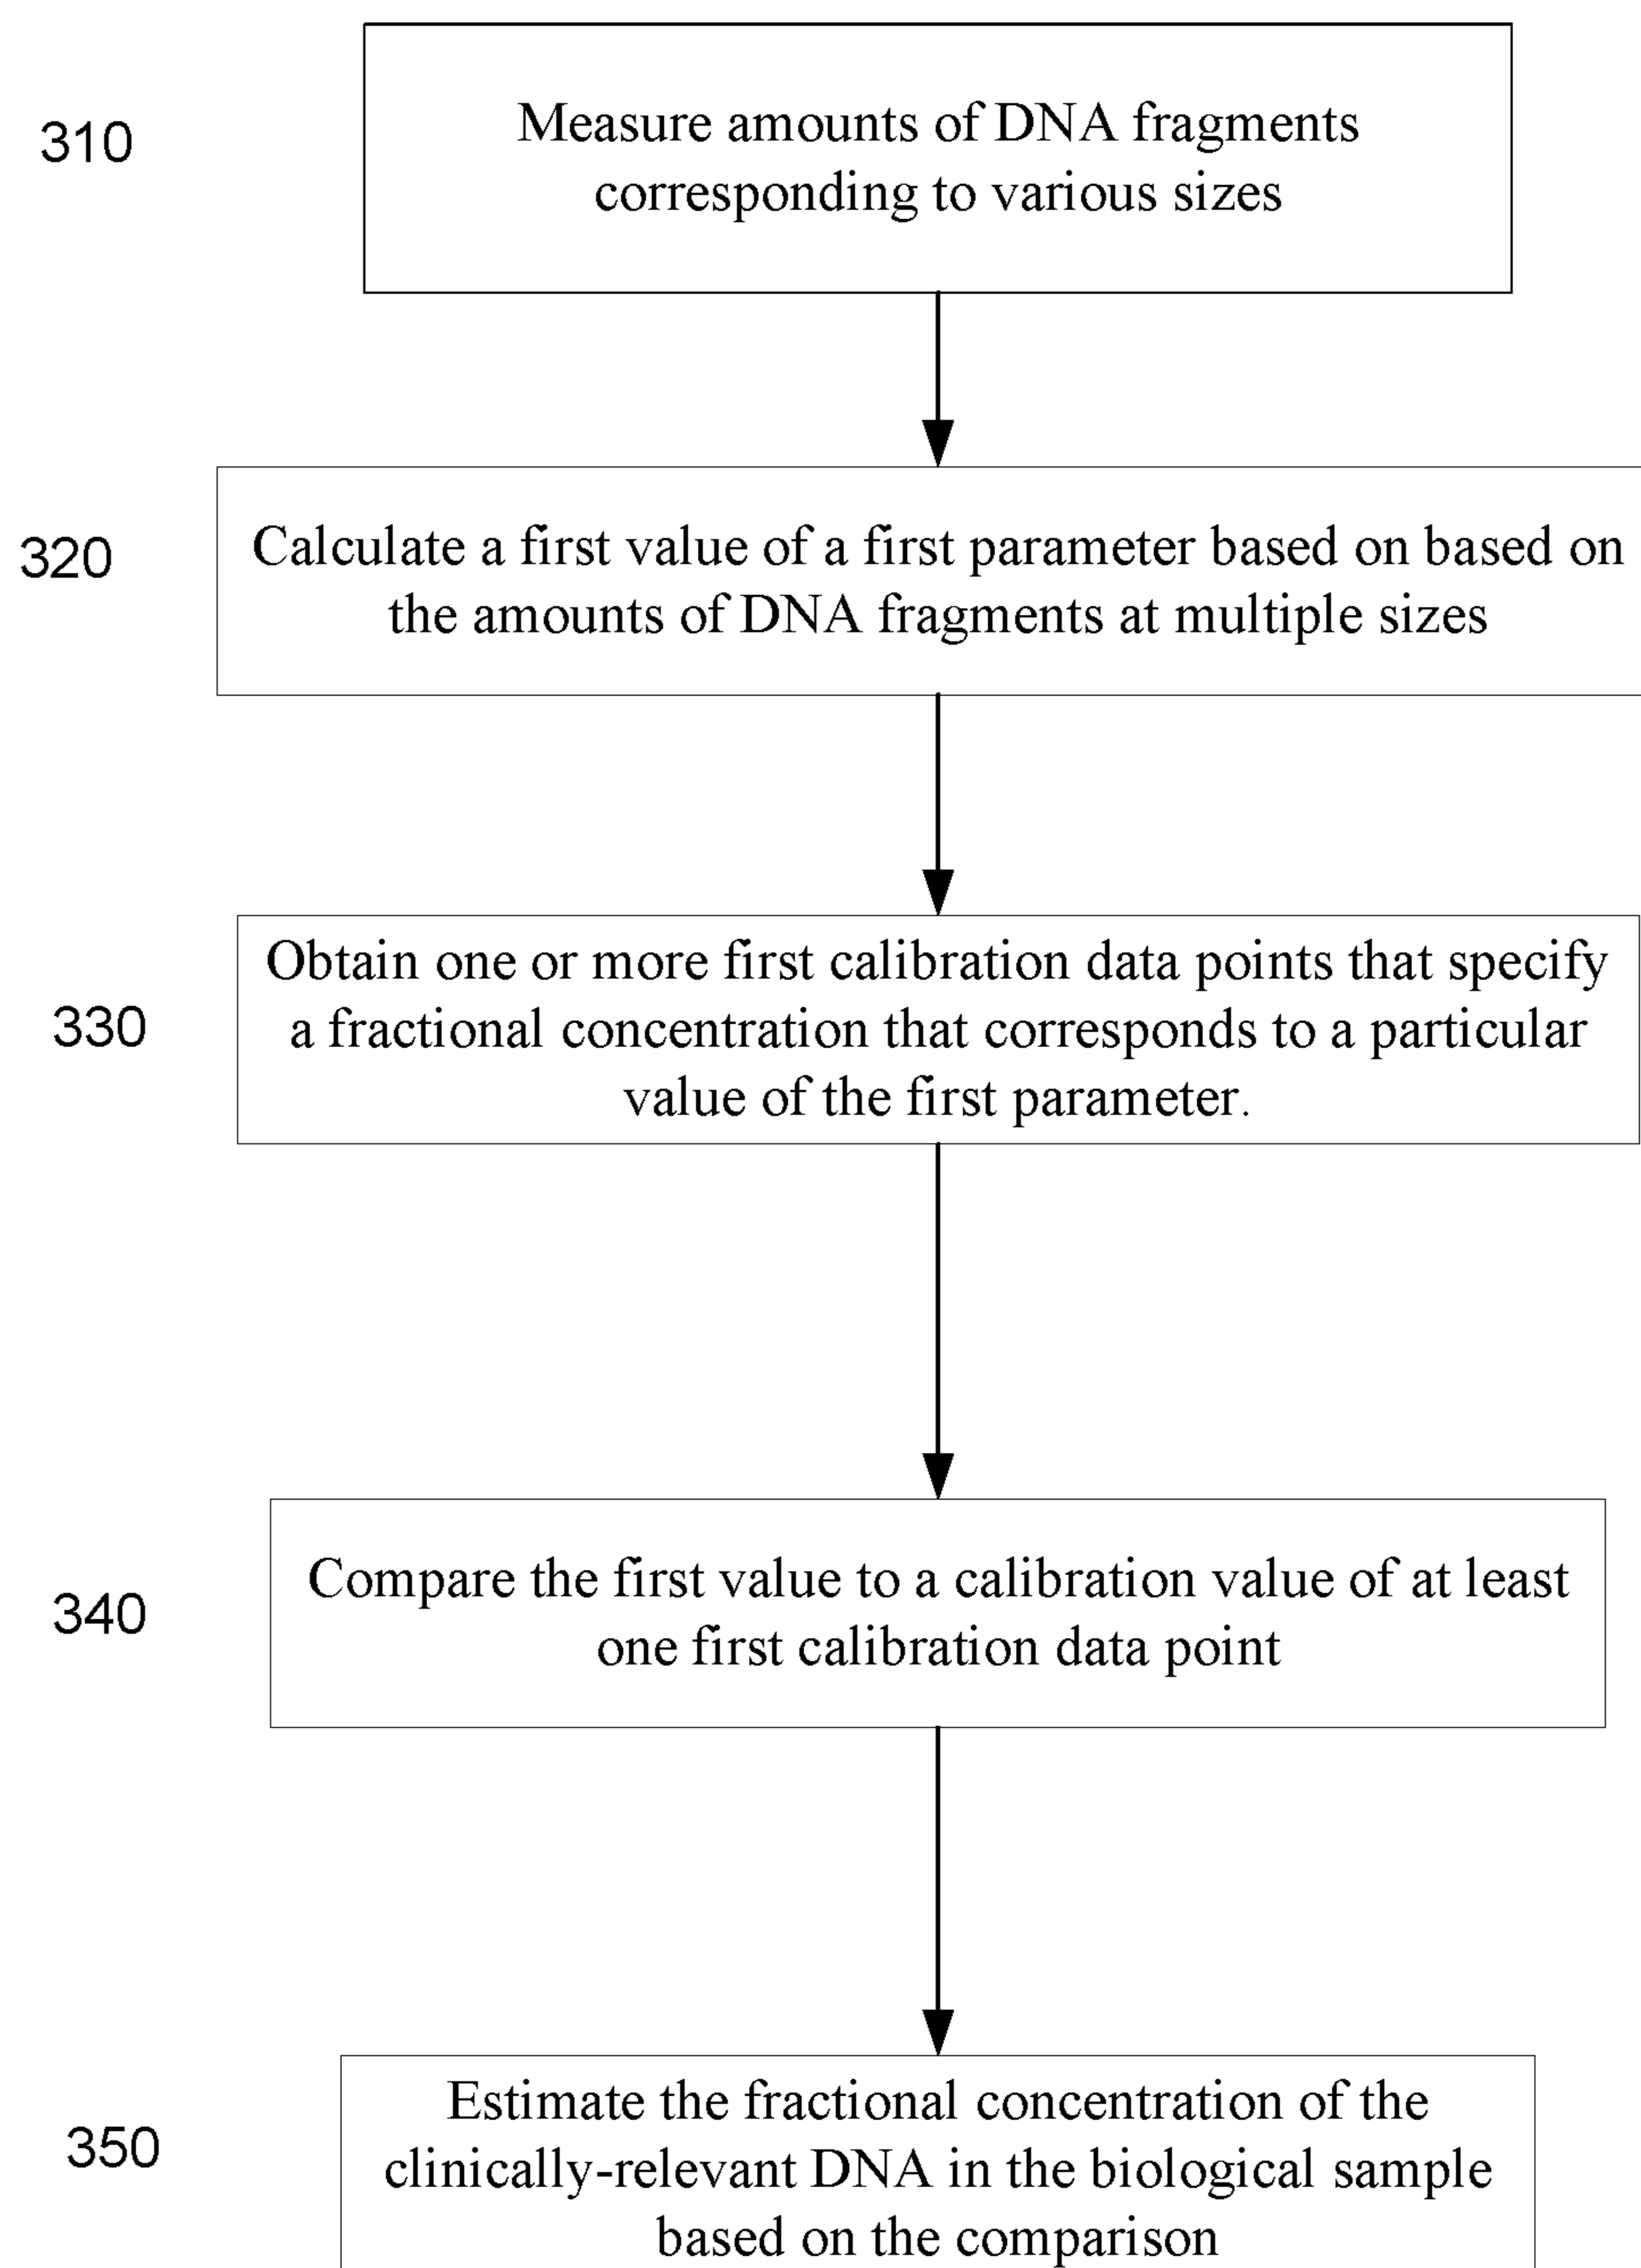 310
Measure amounts of DNA fragments
corresponding to various sizes
320
Calculate a first value of a first parameter based on based on
the amounts of DNA fragments at multiple sizes
330
Obtain one or more first calibration data points that specify
a fractional concentration that corresponds to a particular
value of the first parameter.
340
Compare the first value to a calibration value of at least
one first calibration data point
350
Estimate the fractional concentration of the
clinically-relevant DNA in the biological sample
based on the comparison